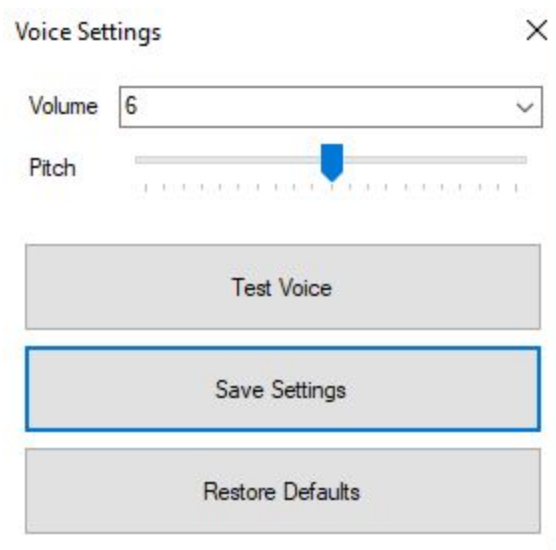 Voice Settings
Volume 6
Pitch
Test Voice
Save Settings
Restore Defaults